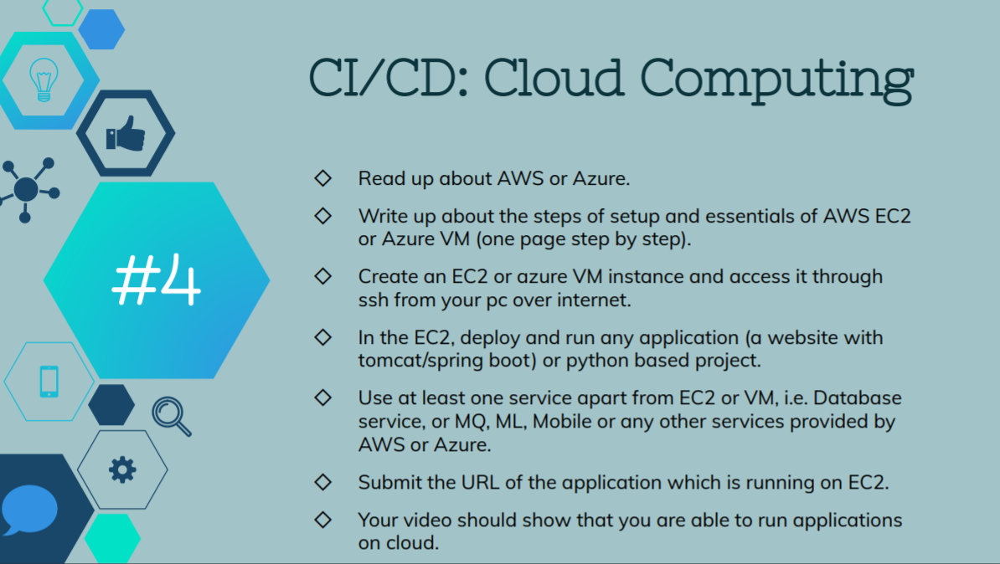 CI/CD: Cloud Computing
#4
Read up about AWS or Azure.
Write up about the steps of setup and essentials of AWS EC2
or Azure VM (one page step by step).
Create an EC2 or azure VM instance and access it through
ssh from your pc over internet.
In the EC2, deploy and run any application (a website with
tomcat/spring boot) or python based project.
Use at least one service apart from EC2 or VM, i.e. Database
service, or MQ, ML, Mobile or any other services provided by
AWS or Azure.
Submit the URL of the application which is running on EC2.
Your video should show that you are able to run applications
on cloud.